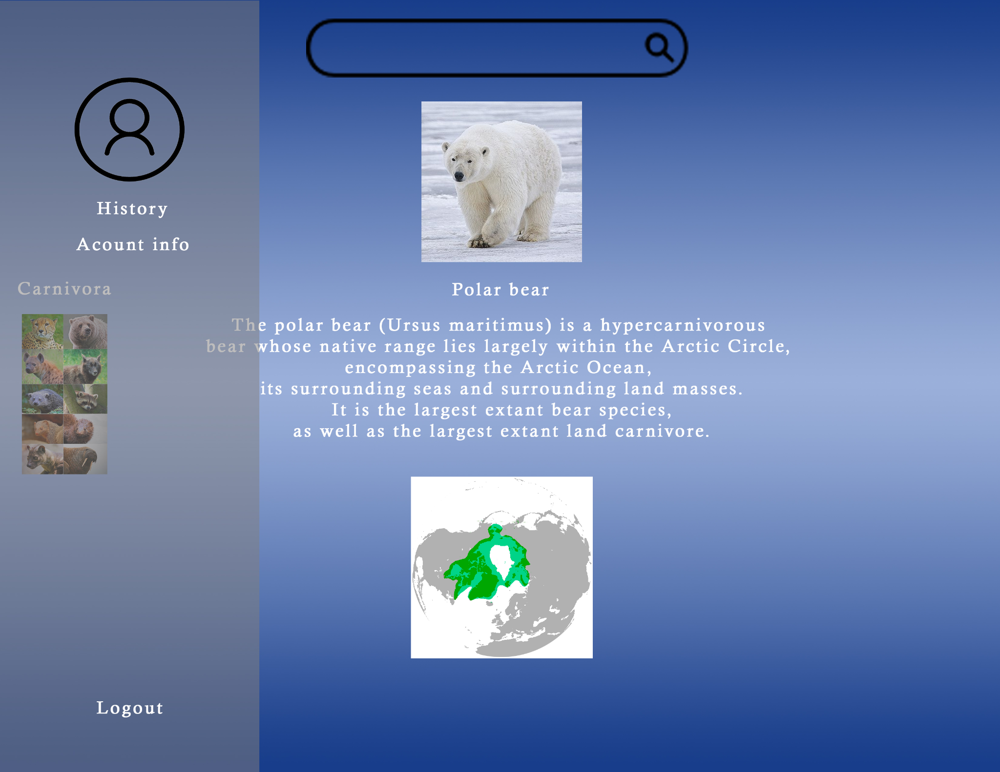 History
Acount info
Carnivora
Polar bear
The polar bear (Ursus maritimus) is a hypercarnivorous
bear whose native range lies largely within the Arctic Circle,
encompassing the Arctic Ocean,
its surrounding seas and surrounding land masses.
It is the largest extant bear species,
as well as the largest extant land carnivore.
Logout